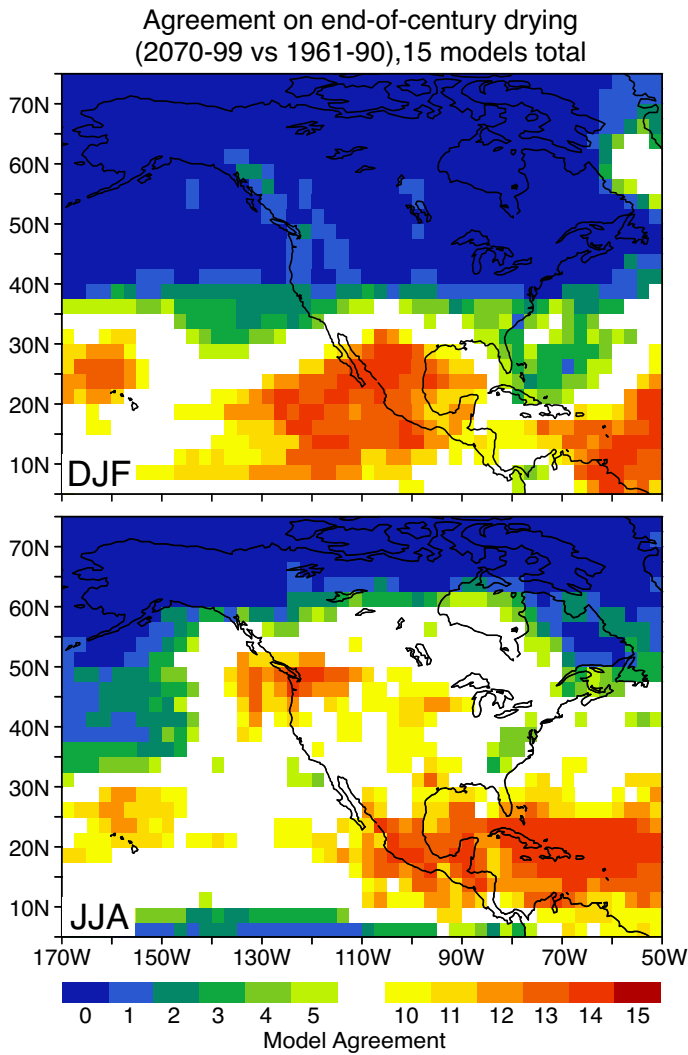 Agreement on end-of-century drying
(2070-99 vs 1961-90),15 models total
70N
60N
50N
40N
30N
20N
10N
DJF
70N
60N
50N
40N
30N
20N
10N
JJA
170W 150W 130W 110W 90W 70W 50W
0 1 2 3 4 5 10 11 12 13 14 15
Model Agreement